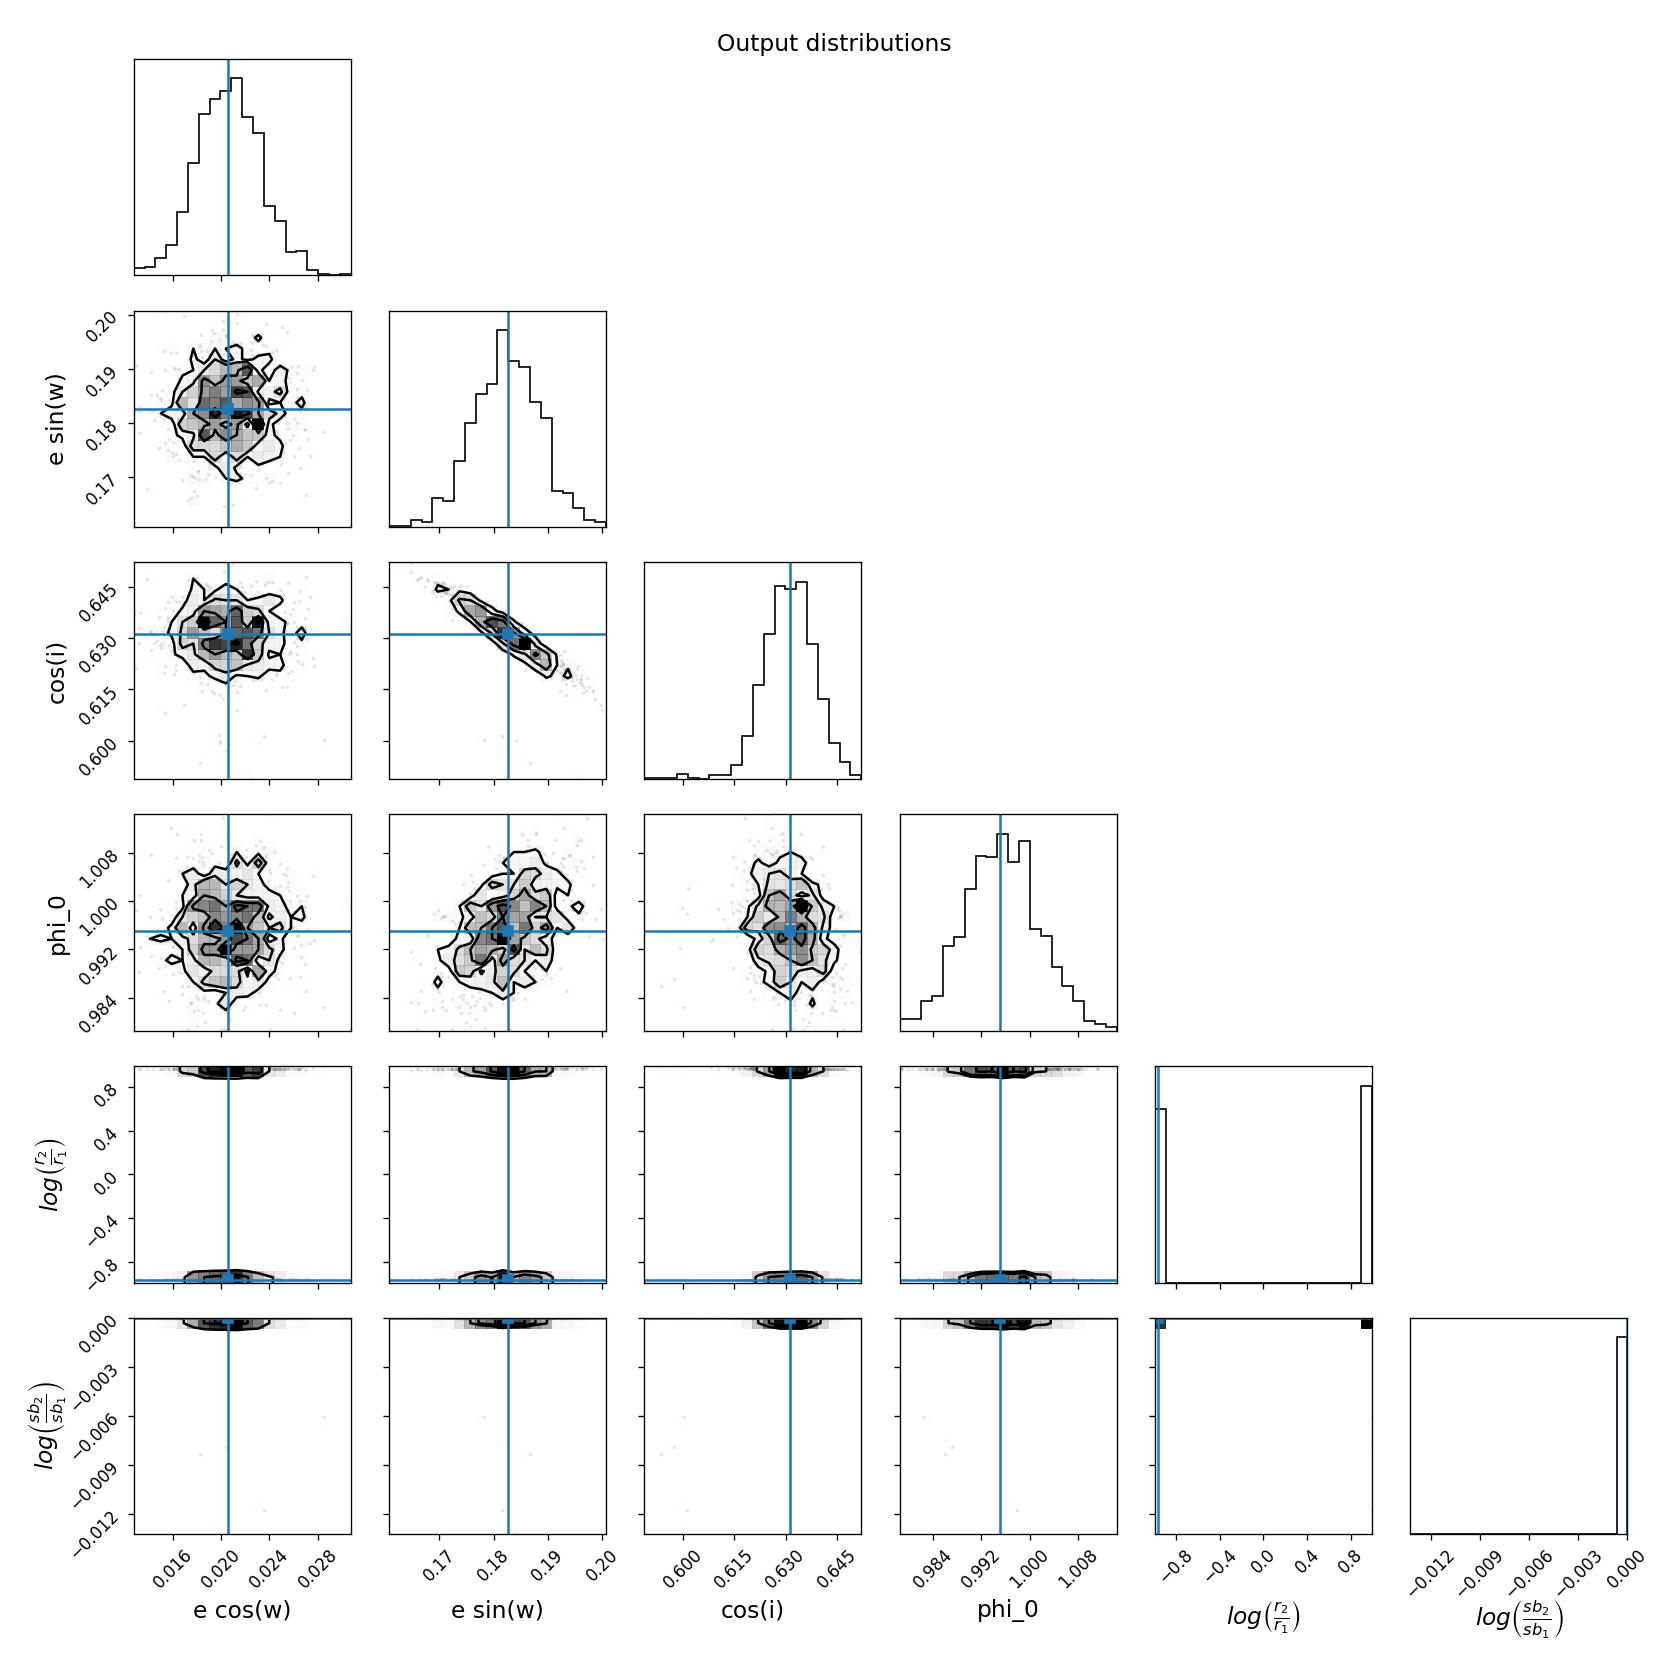 Output distributions
0.20
0.19
0.18
0.17
e sin(w)
0.645
0.630
0.615
0.600
cos(i)
1.008
1.000
0.992
0.984
phi_0
0.8
0.4
0.0
−0.4
−0.8
log(r₂/r₁)
0.000
−0.003
−0.006
−0.009
−0.012
log(sb₂/sb₁)
0.016 0.020 0.024 0.028 0.17 0.18 0.19 0.20 0.600 0.615 0.630 0.645 0.984 0.992 1.000 1.008 −0.8 −0.4 0.0 0.4 0.8 −0.012 −0.009 −0.006 −0.003 0.000
e cos(w) e sin(w) cos(i) phi_0 log(r₂/r₁) log(sb₂/sb₁)